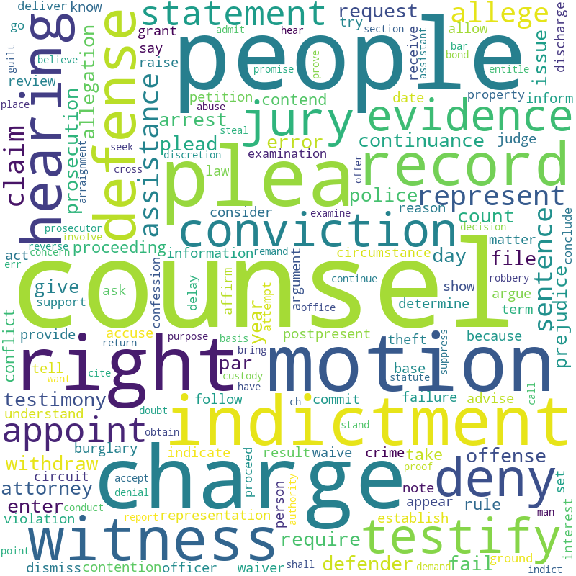 deliver know
go
believe
guilt
review
place
claim
hearing
prosecution
arraignment
allegation
defense
grant
say
raise
statement
admit hear
promise
prove
abuse
petition
steal
seek
discretion
cross
examination
law
assistance
arrest
plead
error
people
request
try
allow
section
bar
bond
receive
assistant
entitle
property
allege
issue
discharge
inform
jury
evidence
contend
date
continuance
judge
offer
plea
record
police
represent
consider
examine
reason
decision
count
matter
conclude
conviction
prosecutor
reverse
involve
act
concern
err
proceeding
information
remand
circumstance
law
file
sentence
prejudice
counsel
give
support
ask
confession
delay
affirm
attempt
year
office
argument
day
continue
show
determine
argue
term
conflict
provide
accuse
return
purpose
basis
bring
have
custody
postpresent
theft
base
statute
because
robbery
suppress
right
motion
par
tell
want
cite
testimony
understand
doubt
obtain
follow
ch
commit
stand
failure
advise
call
appoint
indictment
burglary
indicate
result
waive
crime
take
proof
offense
set
interest
withdraw
circuit
attorney
enter
accept
denial
charge
proceed
person
note
appear
deny
rule
man
violation
conduct
report
representation
authority
establish
point
witness
require
testify
dismiss
contention
officer
waiver
shall
defender
demand
fail
ground
indict